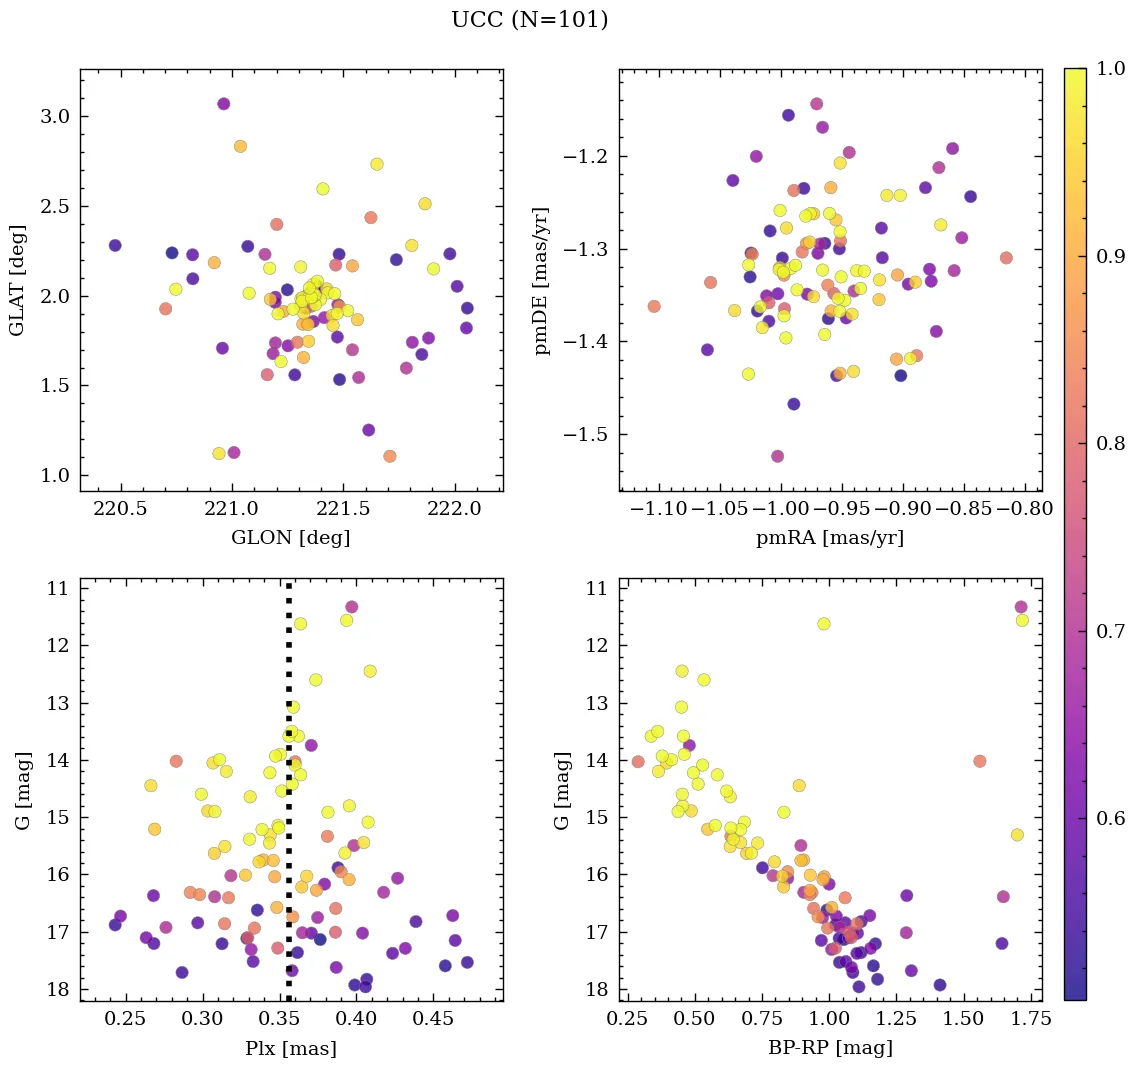 UCC (N=101)
3.0
2.5
2.0
1.5
1.0
GLAT [deg]
220.5 221.0 221.5 222.0
GLON [deg]
−1.2
−1.3
−1.4
−1.5
pmDE [mas/yr]
−1.10 −1.05 −1.00 −0.95 −0.90 −0.85 −0.80
pmRA [mas/yr]
1.0
0.9
0.8
0.7
0.6
11
12
13
14
15
16
17
18
G [mag]
0.25 0.30 0.35 0.40 0.45
Plx [mas]
11
12
13
14
15
16
17
18
G [mag]
0.25 0.50 0.75 1.00 1.25 1.50 1.75
BP-RP [mag]